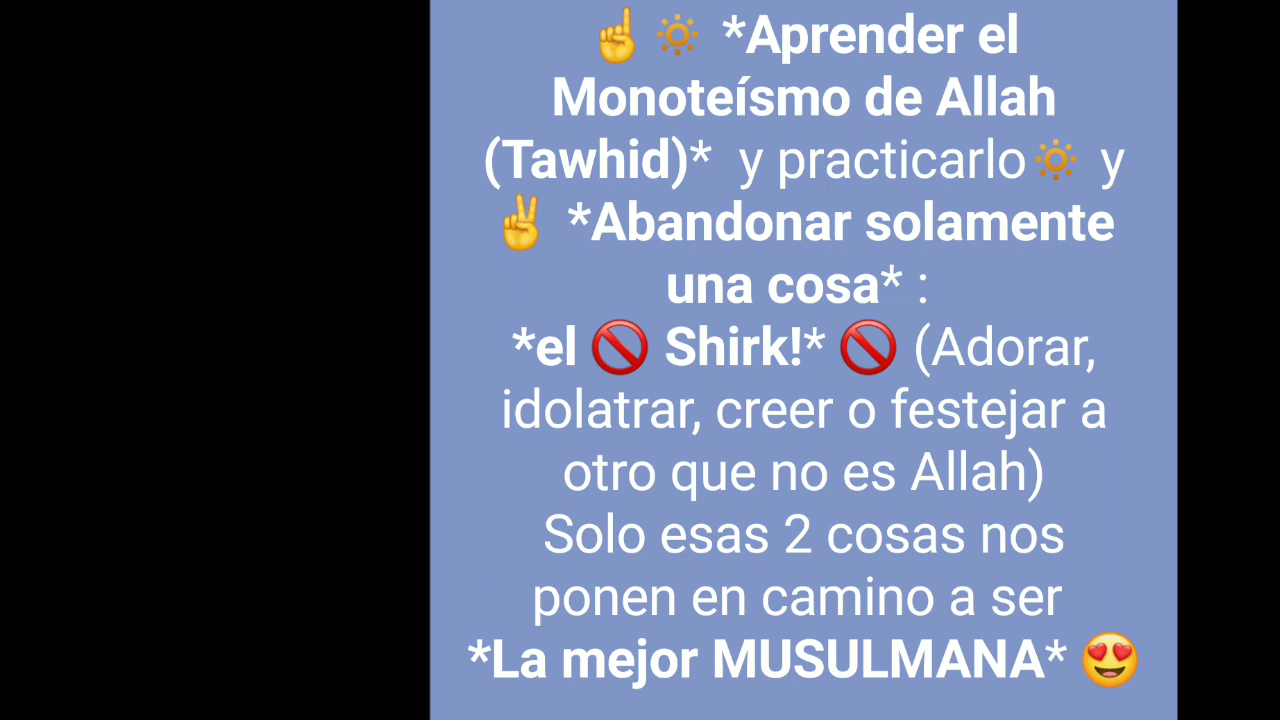 ☝️🔅 *Aprender el
Monoteísmo de Allah
(Tawhid)* y practicarlo🔅 y
✌️ *Abandonar solamente
una cosa* :
*el 🚫 Shirk!* 🚫 (Adorar,
idolatrar, creer o festejar a
otro que no es Allah)
Solo esas 2 cosas nos
ponen en camino a ser
*La mejor MUSULMANA* 😍